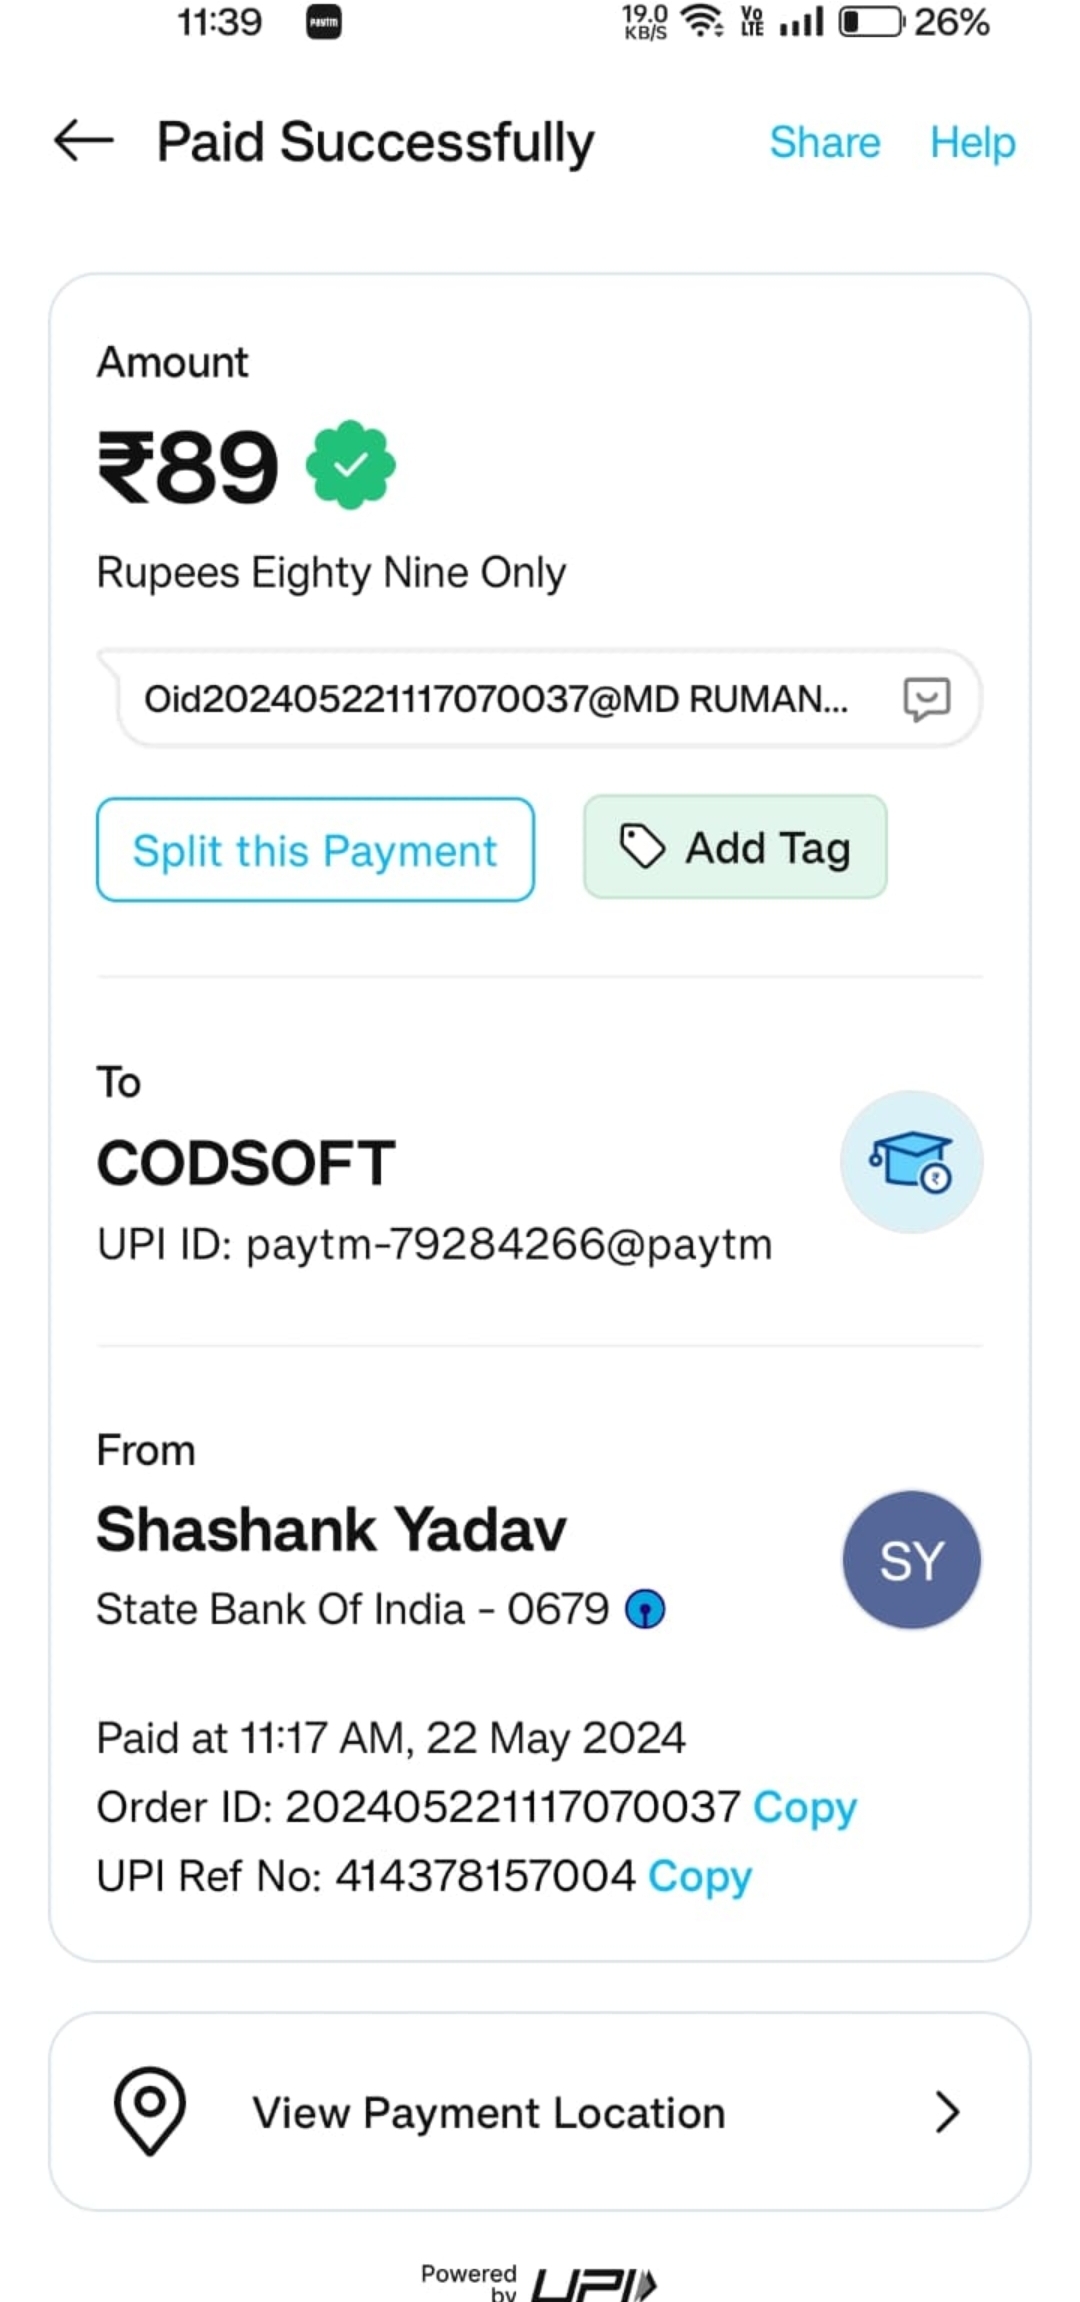 11:39 Paytm 19.0 KB/S Vo LTE 26%
Paid Successfully Share Help
Amount
₹89
Rupees Eighty Nine Only
Oid202405221117070037@MD RUMAN...
Split this Payment Add Tag
To
CODSOFT
UPI ID: paytm-79284266@paytm
From
Shashank Yadav SY
State Bank Of India - 0679
Paid at 11:17 AM, 22 May 2024
Order ID: 202405221117070037 Copy
UPI Ref No: 414378157004 Copy
View Payment Location
Powered
by UPI